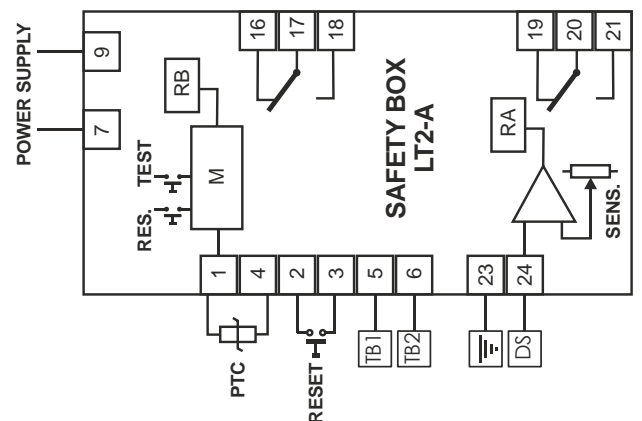 POWER SUPPLY
9
7
16
17
18
19
20
21
RB
M
TEST
RES.
SAFETY BOX
LT2-A
RA
SENS.
1
4
2
3
5
6
23
24
PTC
RESET
TB1
TB2
DS